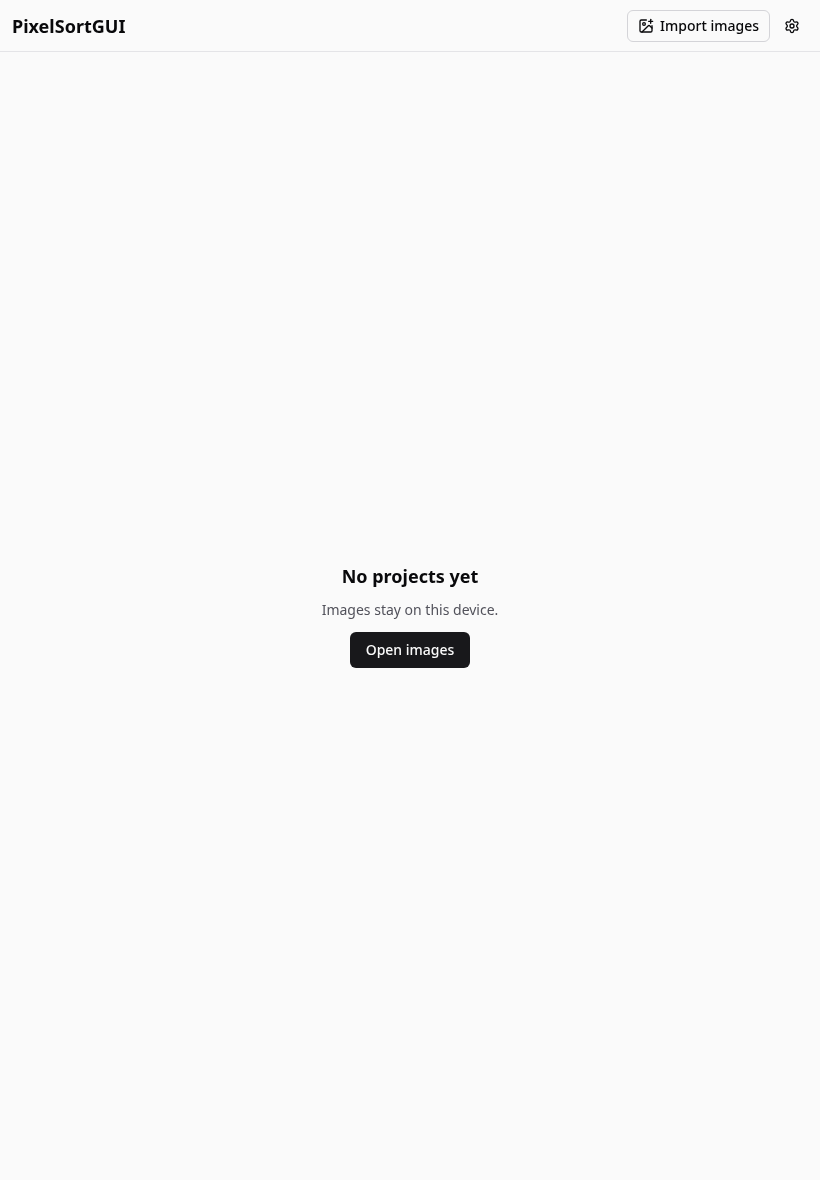 PixelSortGUI
Import images
No projects yet
Images stay on this device.
Open images